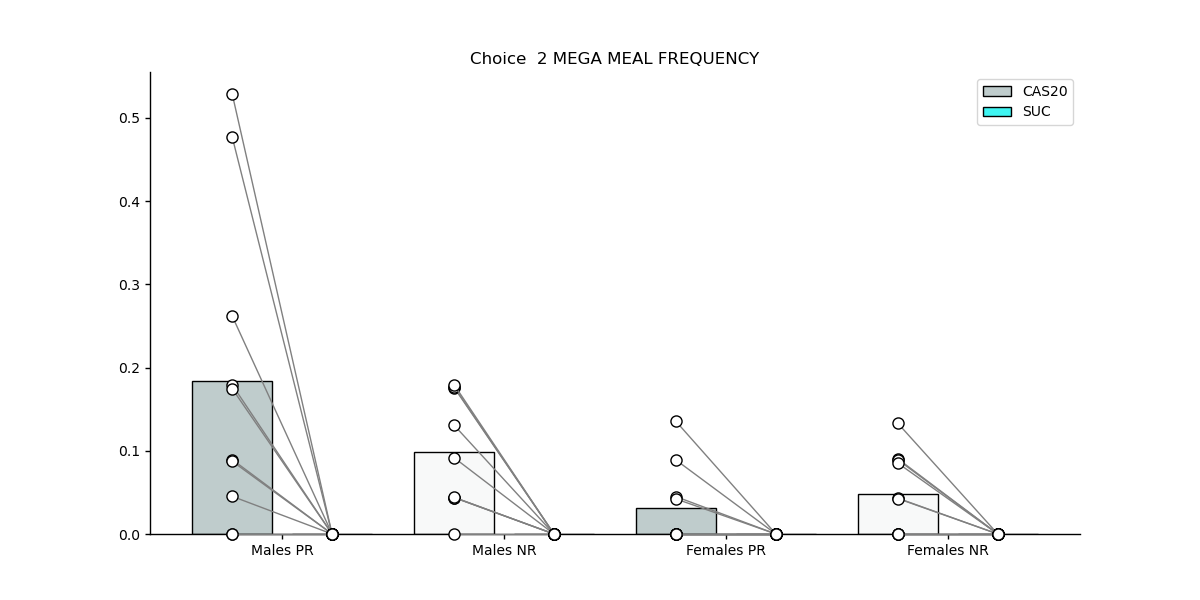 Choice  2 MEGA MEAL FREQUENCY
CAS20
SUC
0.5
0.4
0.3
0.2
0.1
0.0
Males PR
Males NR
Females PR
Females NR